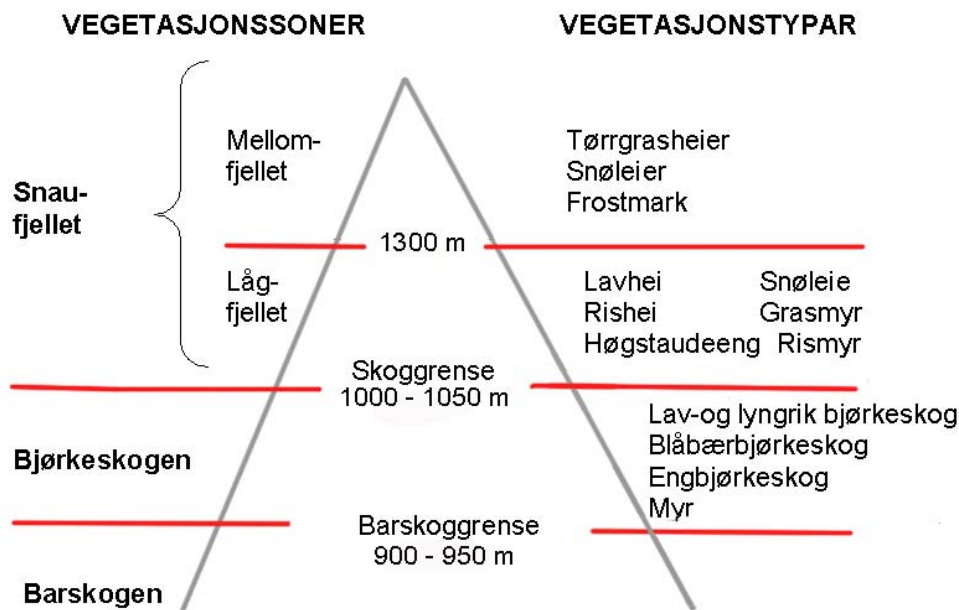 VEGETASJONSSONER
VEGETASJONSTYPAR
Snau-
fjellet
Mellom-
fjellet
Tørrgrasheier
Snøleier
Frostmark
1300 m
Låg-
fjellet
Lavhei Snøleie
Rishei Grasmyr
Høgstaudeeng Rismyr
Skoggrense
1000 - 1050 m
Bjørkeskogen
Lav-og lyngrik bjørkeskog
Blåbærbjørkeskog
Engbjørkeskog
Myr
Barskoggrense
900 - 950 m
Barskogen